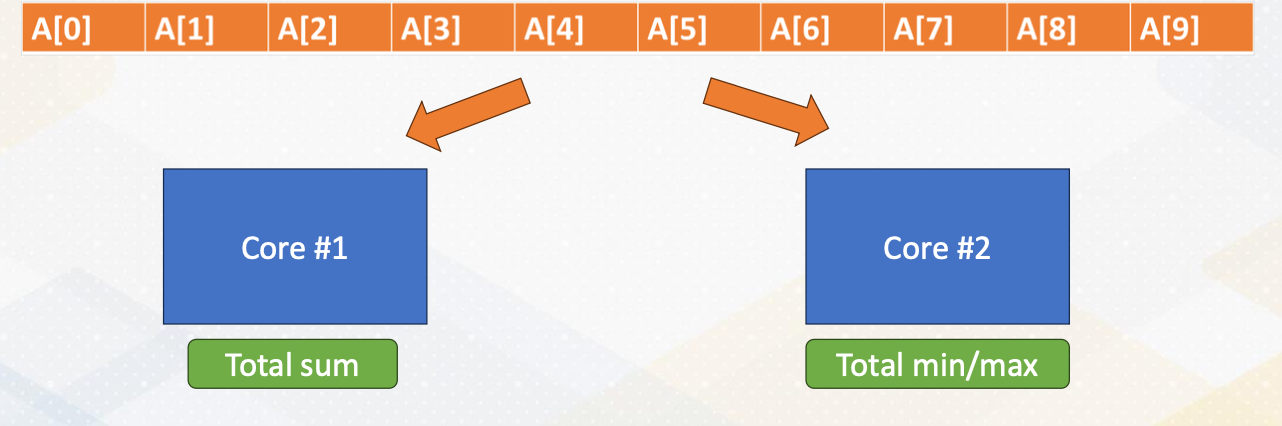 A[0] A[1] A[2] A[3] A[4] A[5] A[6] A[7] A[8] A[9]
Core #1 Core #2
Total sum Total min/max